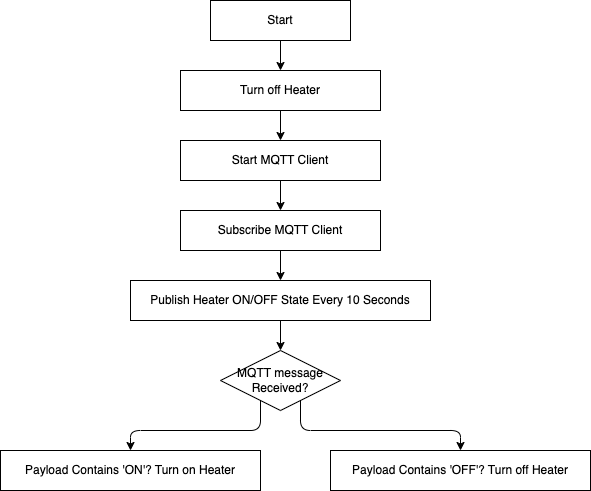 Start
Turn off Heater
Start MQTT Client
Subscribe MQTT Client
Publish Heater ON/OFF State Every 10 Seconds
MQTT message
Received?
Payload Contains 'ON'? Turn on Heater
Payload Contains 'OFF'? Turn off Heater